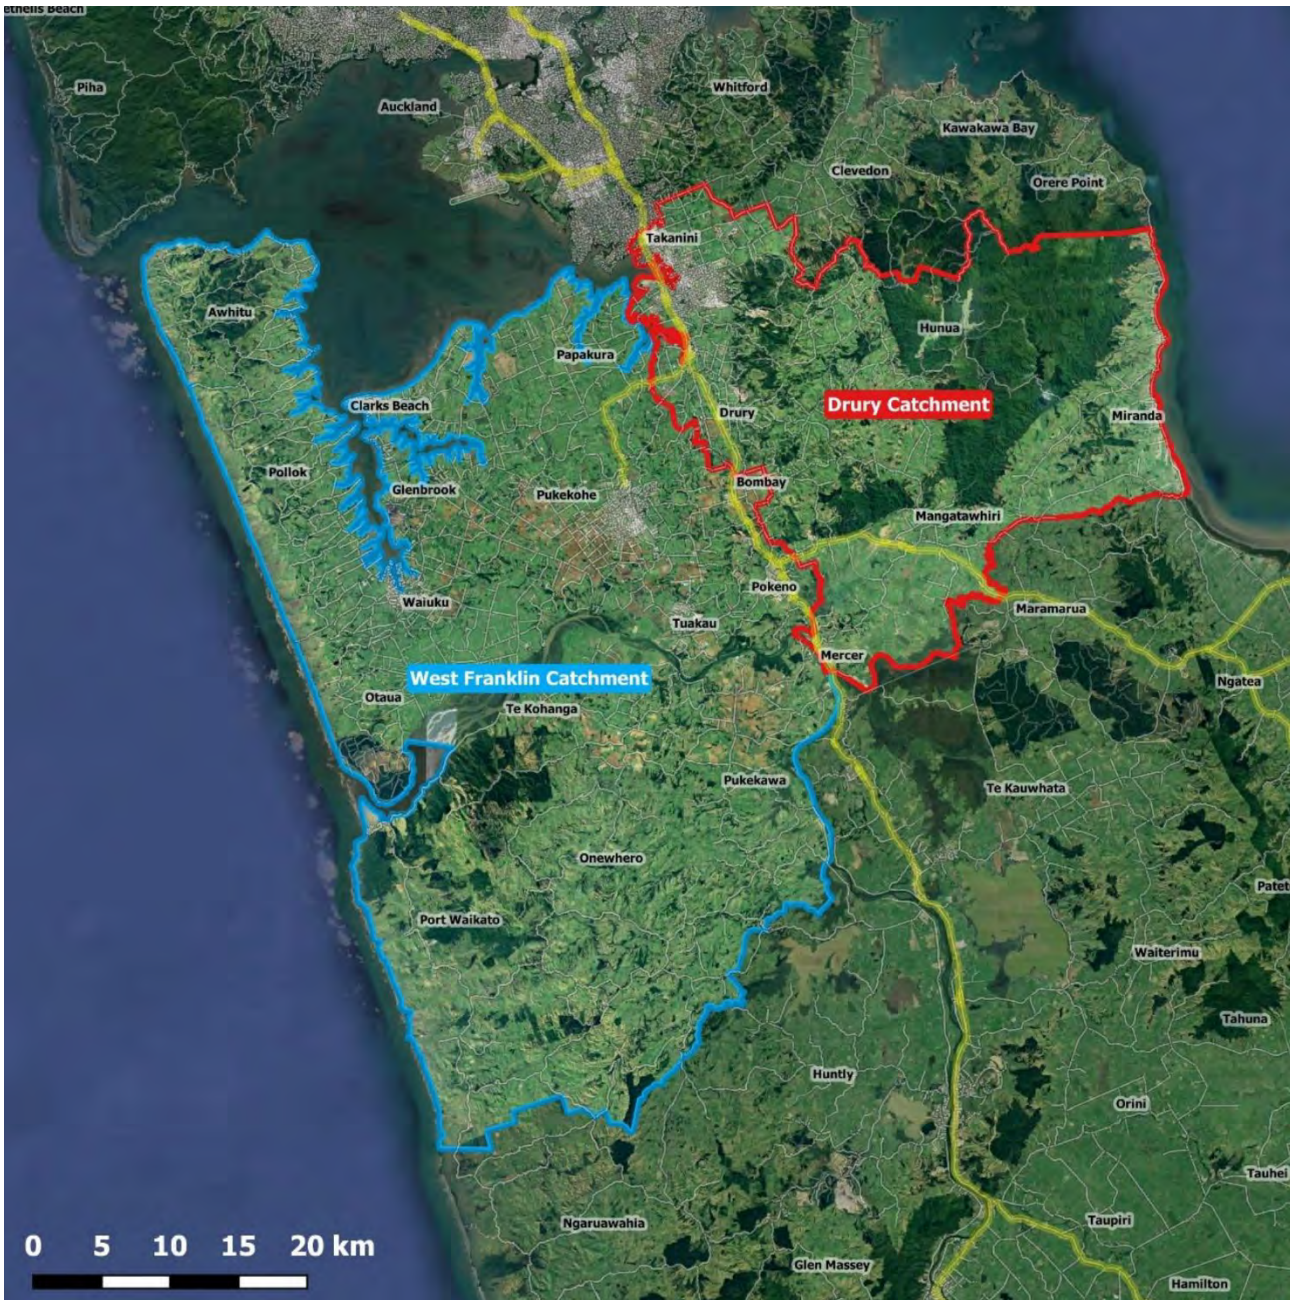 ethells Beach
Piha
Whitford
Auckland
Kawakawa Bay
Clevedon
Orere Point
Takanini
Awhitu
Hunua
Papakura
Clarks Beach
Drury Catchment
Drury
Miranda
Pollok
Bombay
Glenbrook
Pukekohe
Mangatawhiri
Pokeno
Waiuku
Maramarua
Tuakau
Mercer
West Franklin Catchment
Ngatea
Otaua
Te Kohanga
Pukekawa
Te Kauwhata
Onewhero
Patet
Port Waikato
Waiterimu
Tahuna
Huntly
Orini
Tauhei
Ngaruawahia
Taupiri
0 5 10 15 20 km
Glen Massey
Hamilton